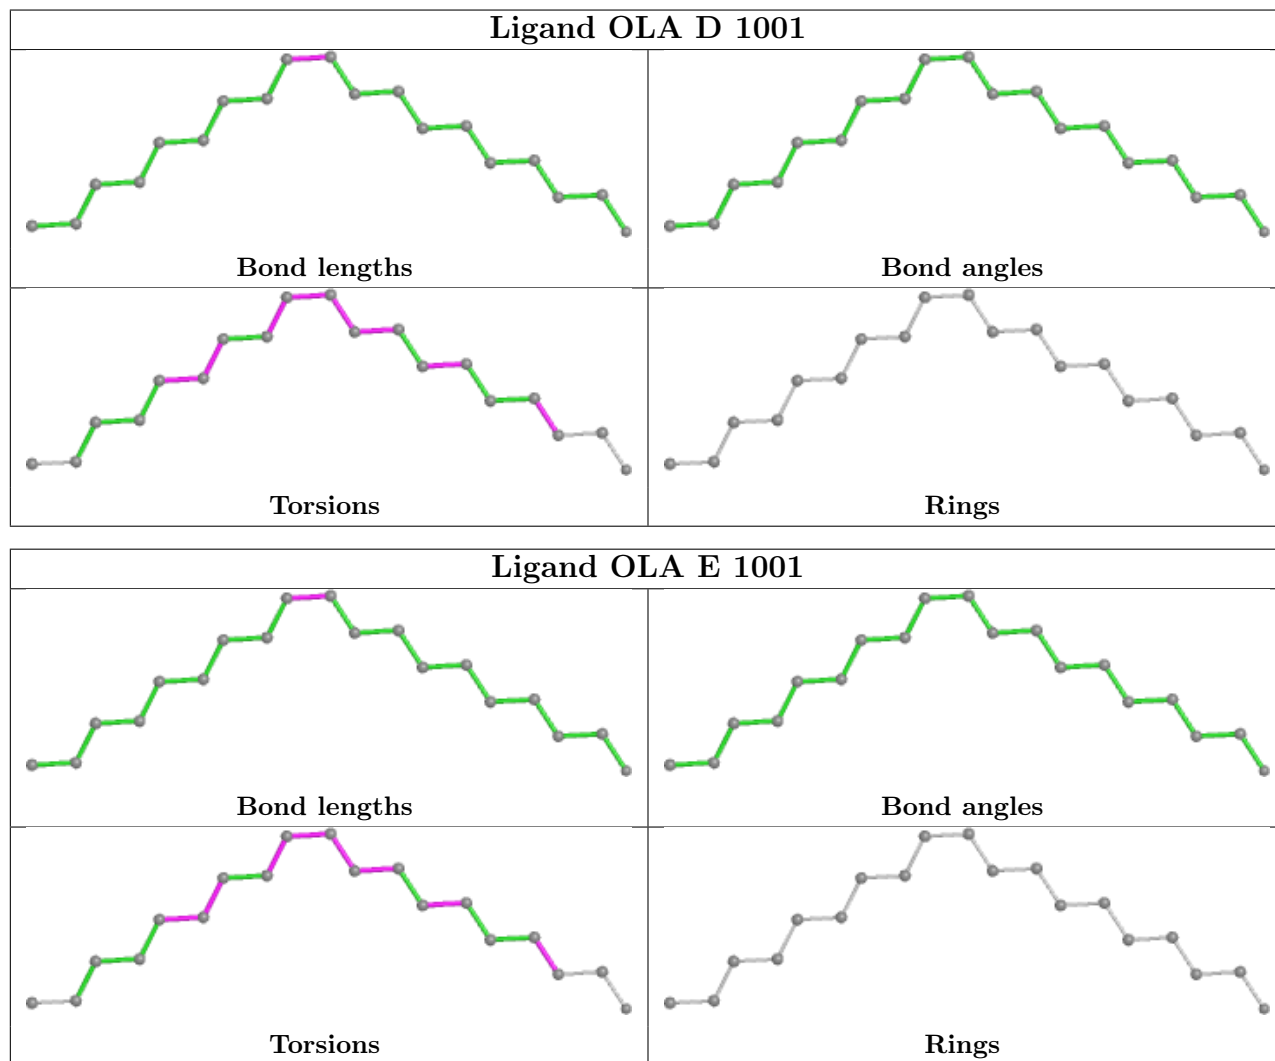 Ligand OLA D 1001
Bond lengths
Bond angles
Torsions
Rings
Ligand OLA E 1001
Bond lengths
Bond angles
Torsions
Rings